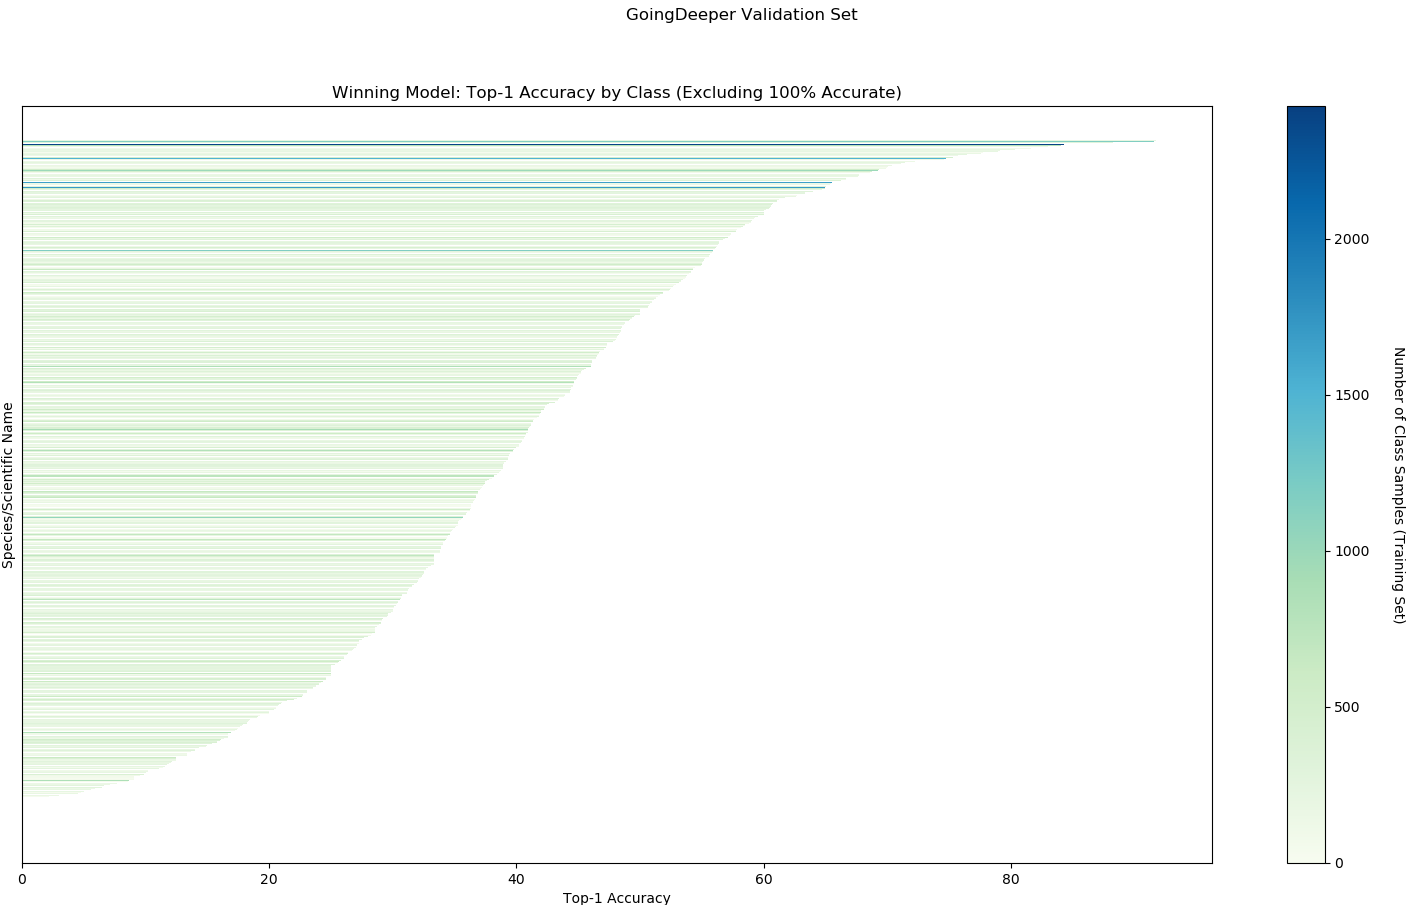 GoingDeeper Validation Set
Winning Model: Top-1 Accuracy by Class (Excluding 100% Accurate)
Species/Scientific Name
0 20 40 60 80
Top-1 Accuracy
2000
1500
1000
500
0
Number of Class Samples (Training Set)